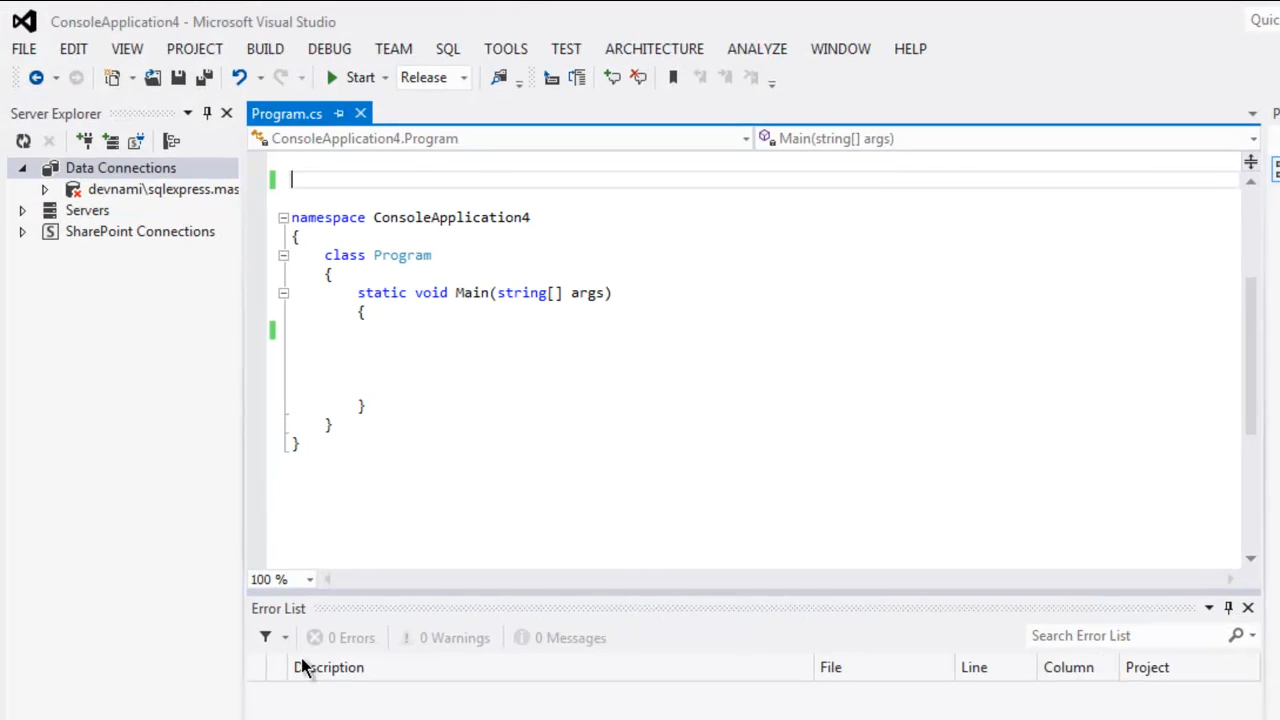 ConsoleApplication4 - Microsoft Visual Studio
Quic
FILE EDIT VIEW PROJECT BUILD DEBUG TEAM SQL TOOLS TEST ARCHITECTURE ANALYZE WINDOW HELP
Start Release
Server Explorer
Program.cs
ConsoleApplication4.Program
Main(string[] args)
Data Connections
devnami\sqlexpress.mas
Servers
SharePoint Connections
namespace ConsoleApplication4
{
class Program
{
static void Main(string[] args)
{
}
}
}
100 %
Error List
0 Errors 0 Warnings 0 Messages
Search Error List
Description File Line Column Project